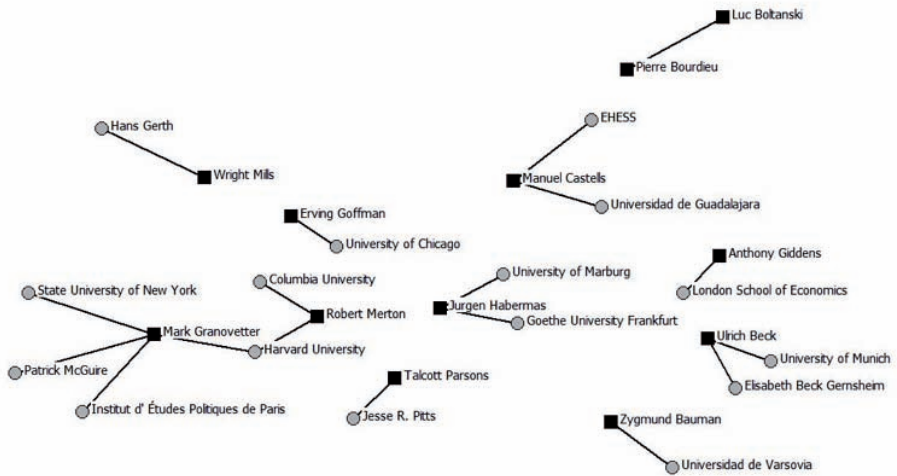 Luc Boltanski
Pierre Bourdieu
EHESS
Hans Gerth
Wright Mills
Manuel Castells
Universidad de Guadalajara
Erving Goffman
University of Chicago
Anthony Giddens
University of Marburg
Columbia University
State University of New York
London School of Economics
Jurgen Habermas
Robert Merton
Goethe University Frankfurt
Mark Granovetter
Ulrich Beck
Harvard University
University of Munich
Patrick McGuire
Talcott Parsons
Elisabeth Beck Gernsheim
Institut d' Études Politiques de Paris
Jesse R. Pitts
Zygmund Bauman
Universidad de Varsovia